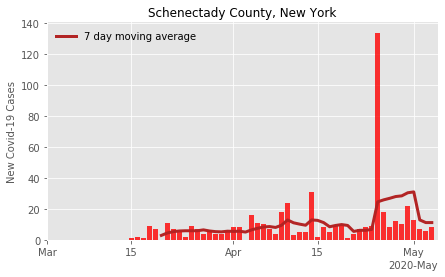 Schenectady County, New York
7 day moving average
New Covid-19 Cases
140
120
100
80
60
40
20
0
Mar
15
Apr
15
May
2020-May